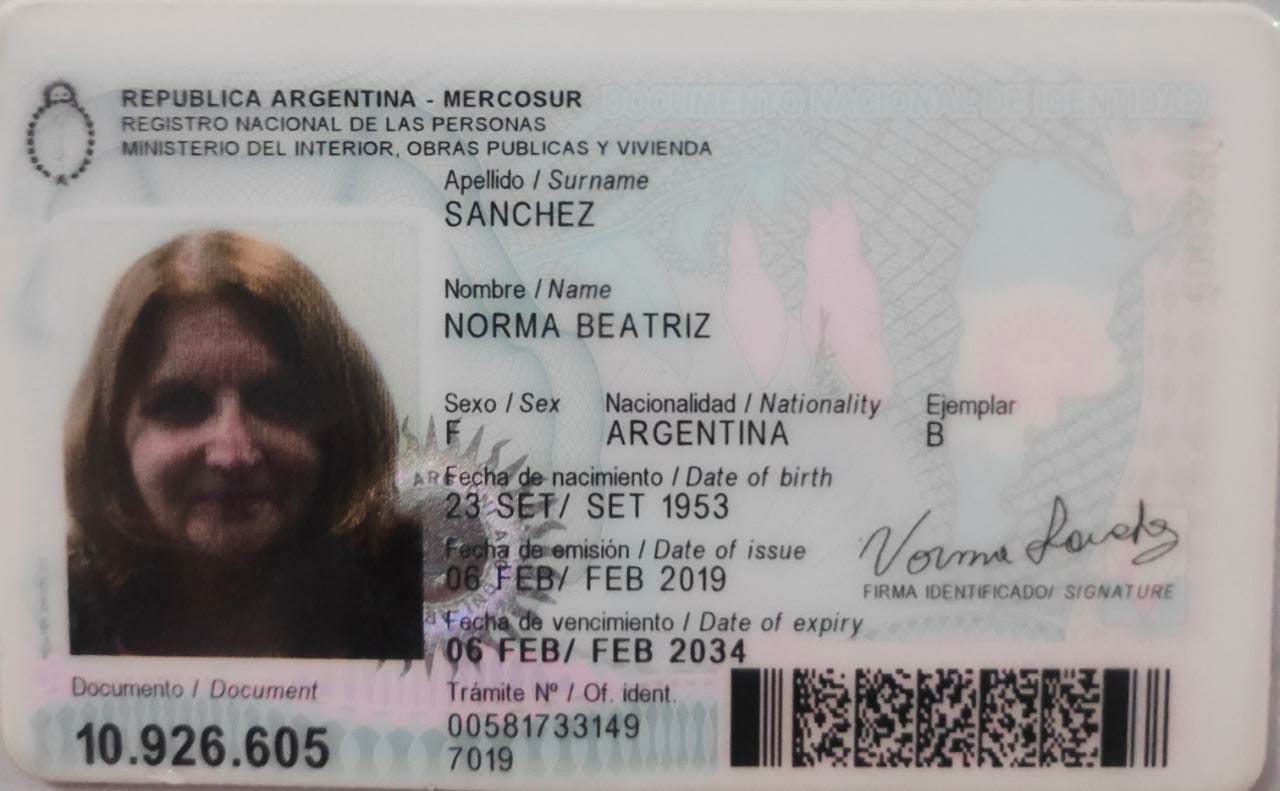 DOCUMENTO NACIONAL DE IDENTIDAD
REPUBLICA ARGENTINA - MERCOSUR
REGISTRO NACIONAL DE LAS PERSONAS
MINISTERIO DEL INTERIOR, OBRAS PUBLICAS Y VIVIENDA
Apellido / Surname
SANCHEZ
Nombre / Name
NORMA BEATRIZ
Sexo / Sex Nacionalidad / Nationality Ejemplar
F ARGENTINA B
Fecha de nacimiento / Date of birth
23 SET/ SET 1953
Fecha de emisión / Date of issue
06 FEB/ FEB 2019
Norma Sanchez
FIRMA IDENTIFICADO/ SIGNATURE
Fecha de vencimiento / Date of expiry
06 FEB/ FEB 2034
Documento / Document
10.926.605
Trámite Nº / Of. ident.
00581733149
7019